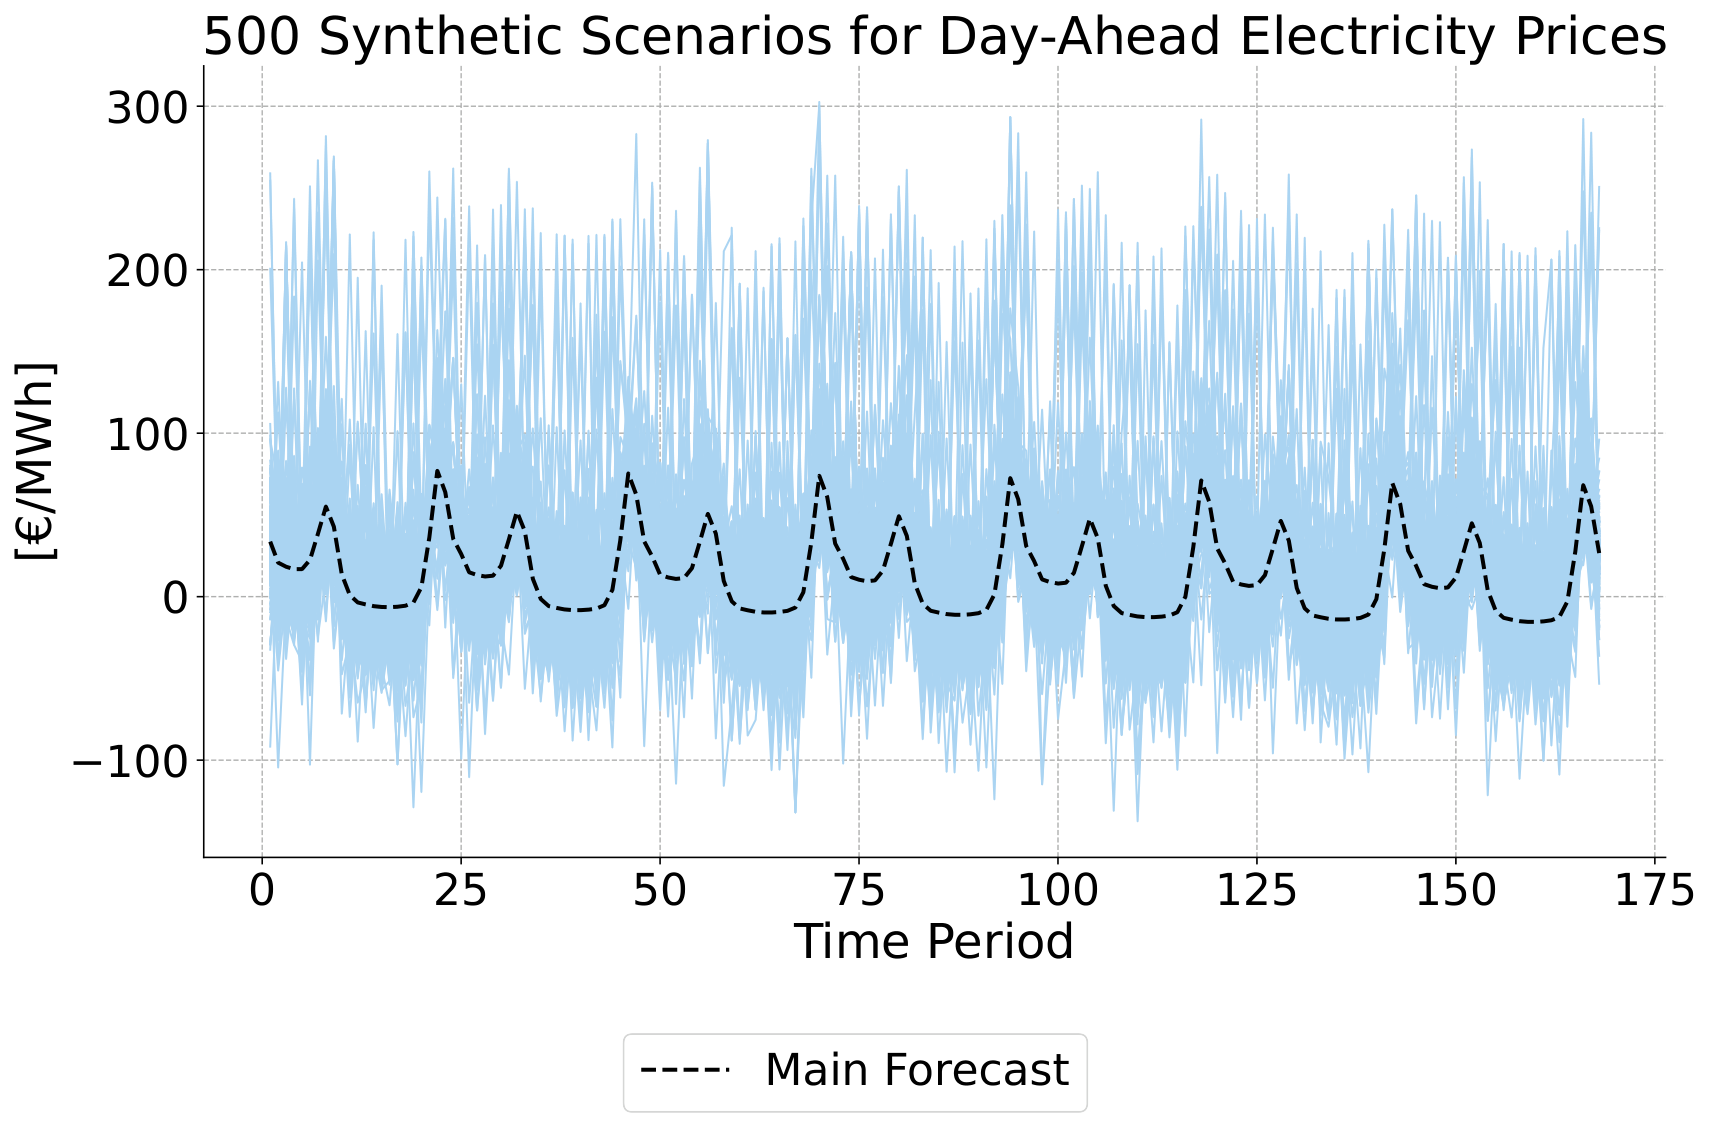 500 Synthetic Scenarios for Day-Ahead Electricity Prices
[€/MWh]
300
200
100
0
−100
0 25 50 75 100 125 150 175
Time Period
Main Forecast